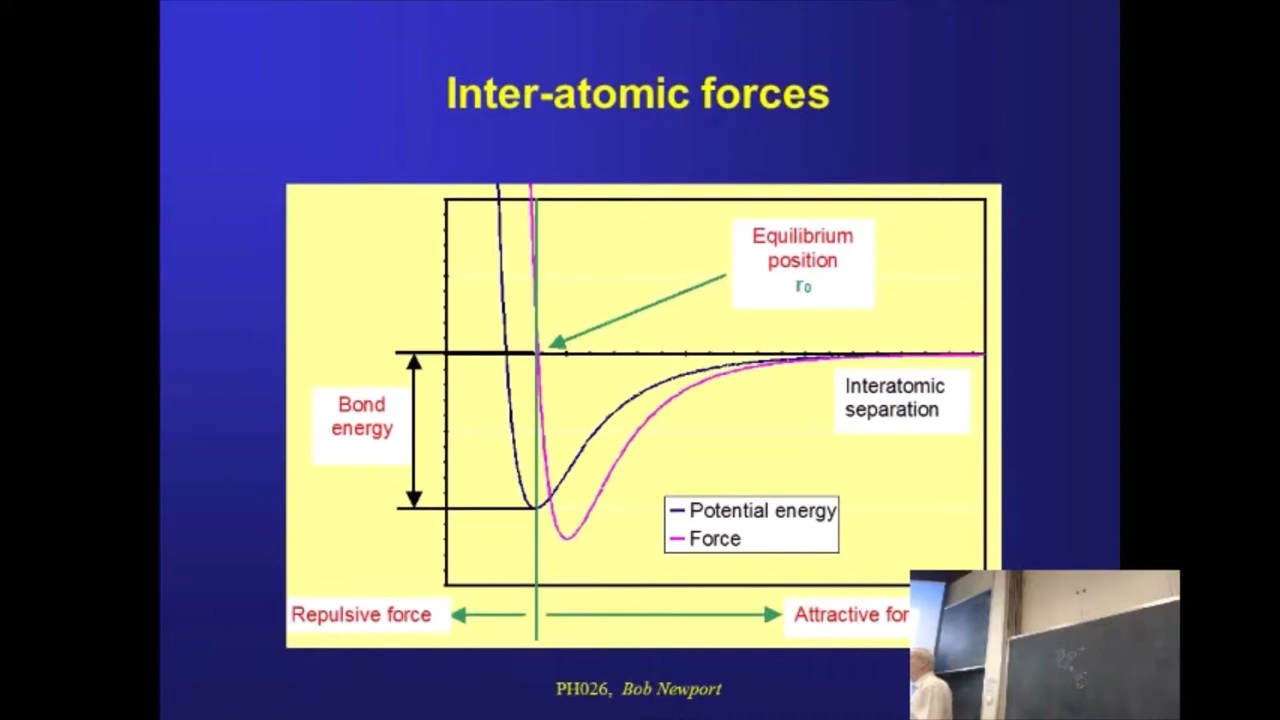 Inter-atomic forces
Equilibrium
position
r₀
Interatomic
separation
Bond
energy
Potential energy
Force
Repulsive force
Attractive for
PH026, Bob Newport